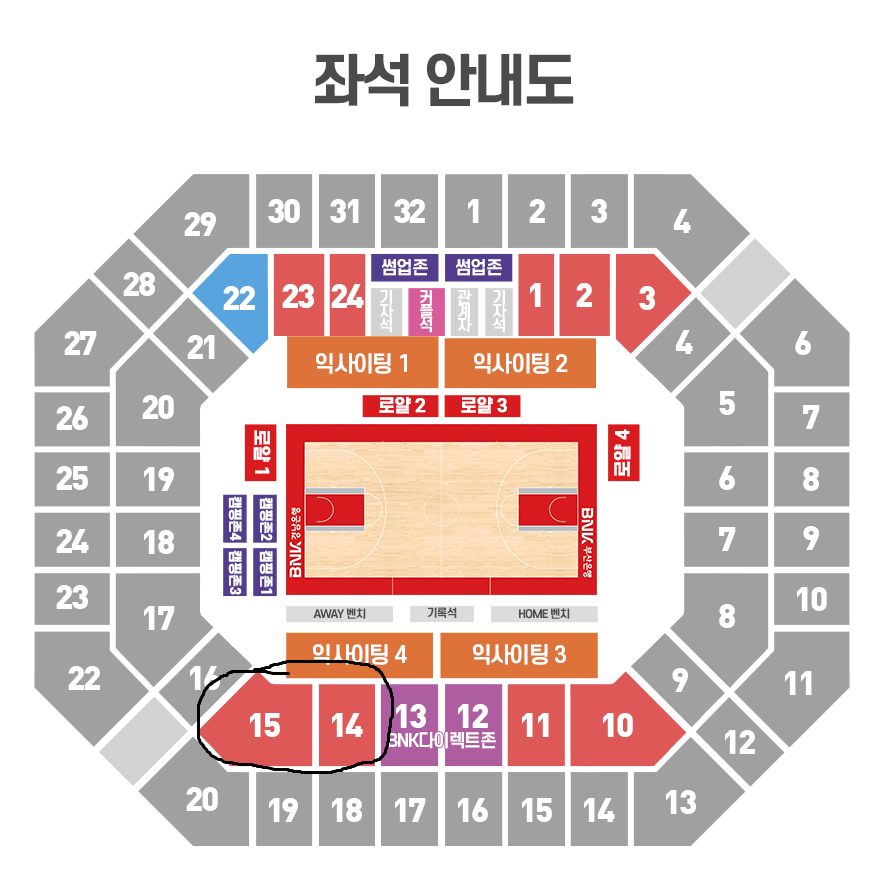 좌석 안내도
29
30
31
32
1
2
3
4
28
22
23
24
썸업존
썸업존
기자석
커플석
관계자
기자석
1
2
3
27
21
4
6
익사이팅 1
익사이팅 2
26
20
로얄 2
로얄 3
5
7
로얄 1
로얄 4
25
19
6
8
캠핑존4
캠핑존2
캠핑존3
캠핑존1
BNK 경남은행
BNK 부산은행
24
18
7
9
23
17
8
10
AWAY 벤치
기록석
HOME 벤치
익사이팅 4
익사이팅 3
22
16
9
11
15
14
13
12
BNK다이렉트존
11
10
12
20
19
18
17
16
15
14
13